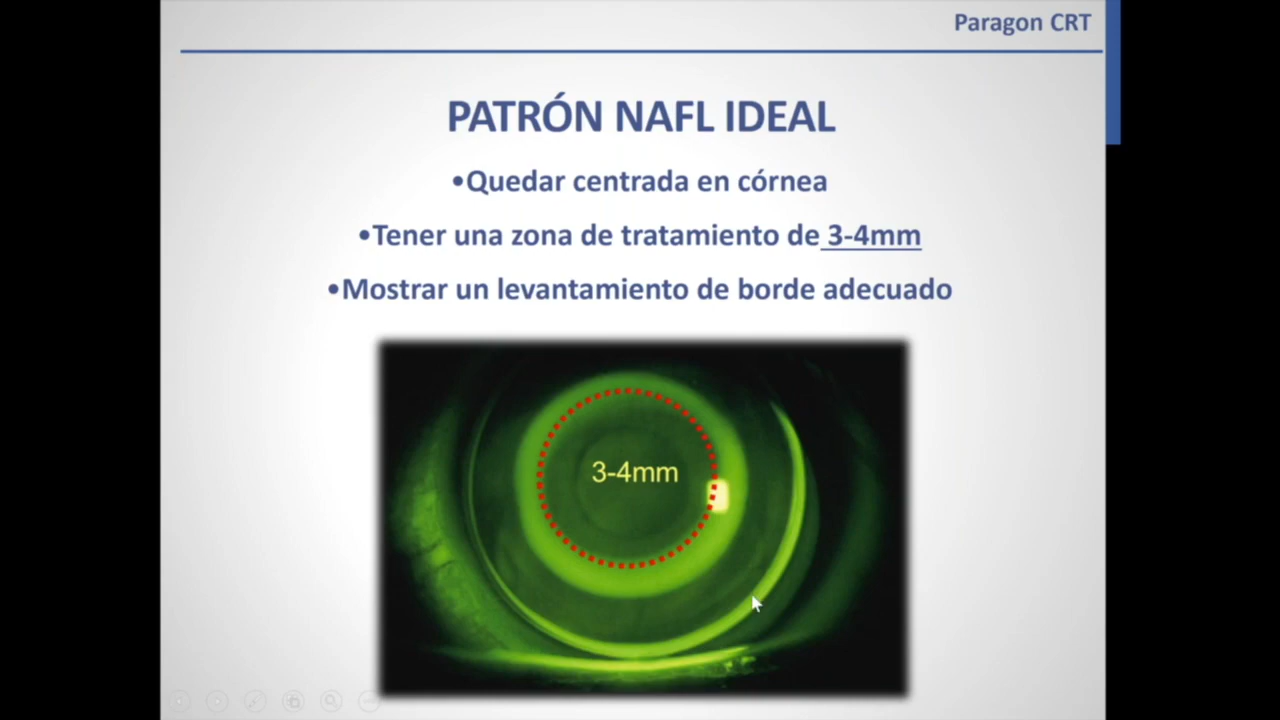 Paragon CRT
PATRÓN NAFL IDEAL
•Quedar centrada en córnea
•Tener una zona de tratamiento de 3-4mm
•Mostrar un levantamiento de borde adecuado
3-4mm